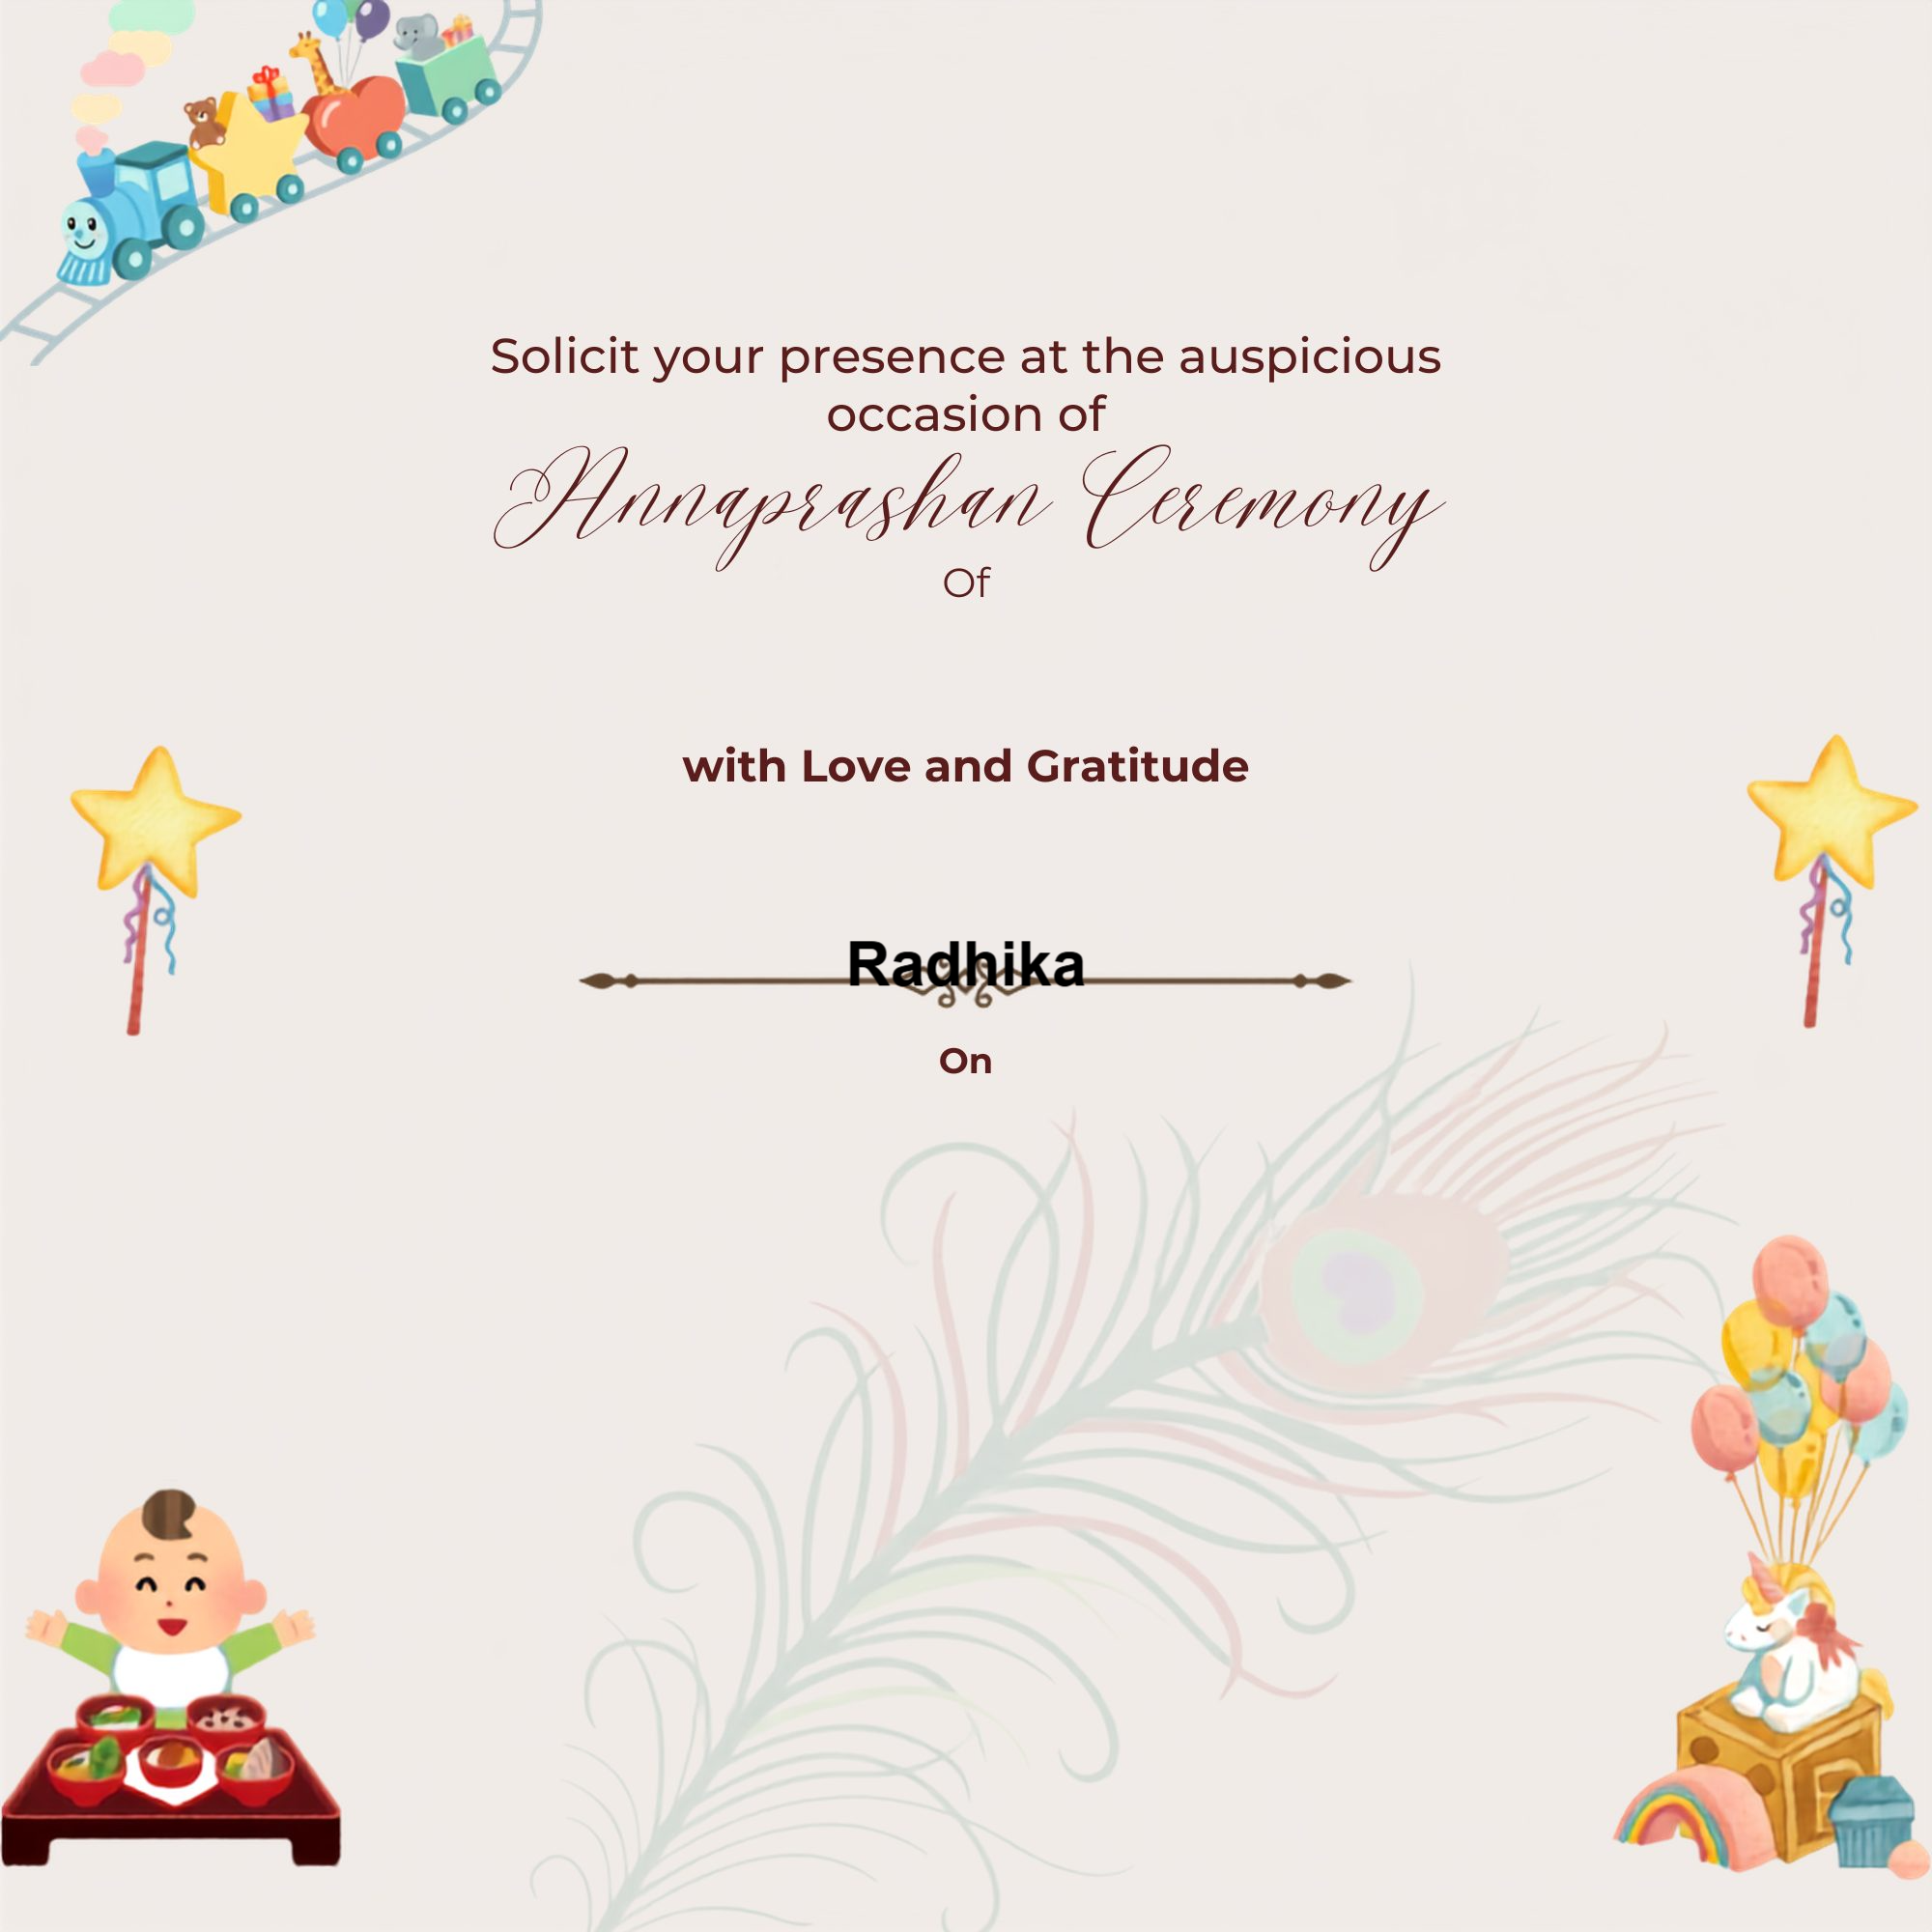 Solicit your presence at the auspicious
occasion of
Annaprashan Ceremony
Of
with Love and Gratitude
Radhika
On